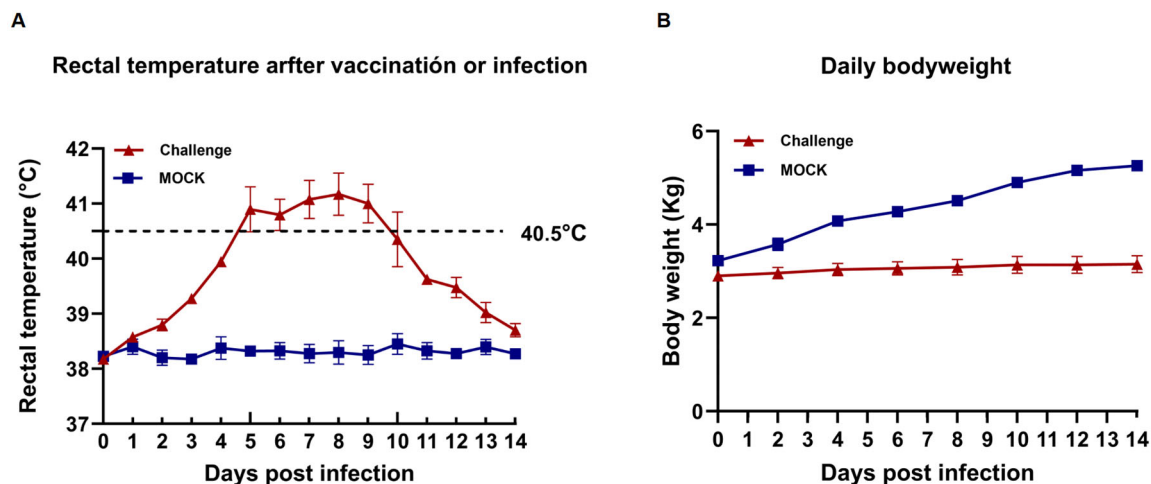 A
Rectal temperature arfter vaccinatión or infection
Challenge
MOCK
Rectal temperature (°C)
42
41
40
39
38
37
40.5°C
0 1 2 3 4 5 6 7 8 9 10 11 12 13 14
Days post infection
B
Daily bodyweight
Challenge
MOCK
Body weight (Kg)
6
4
2
0
0 1 2 3 4 5 6 7 8 9 10 11 12 13 14
Days post infection